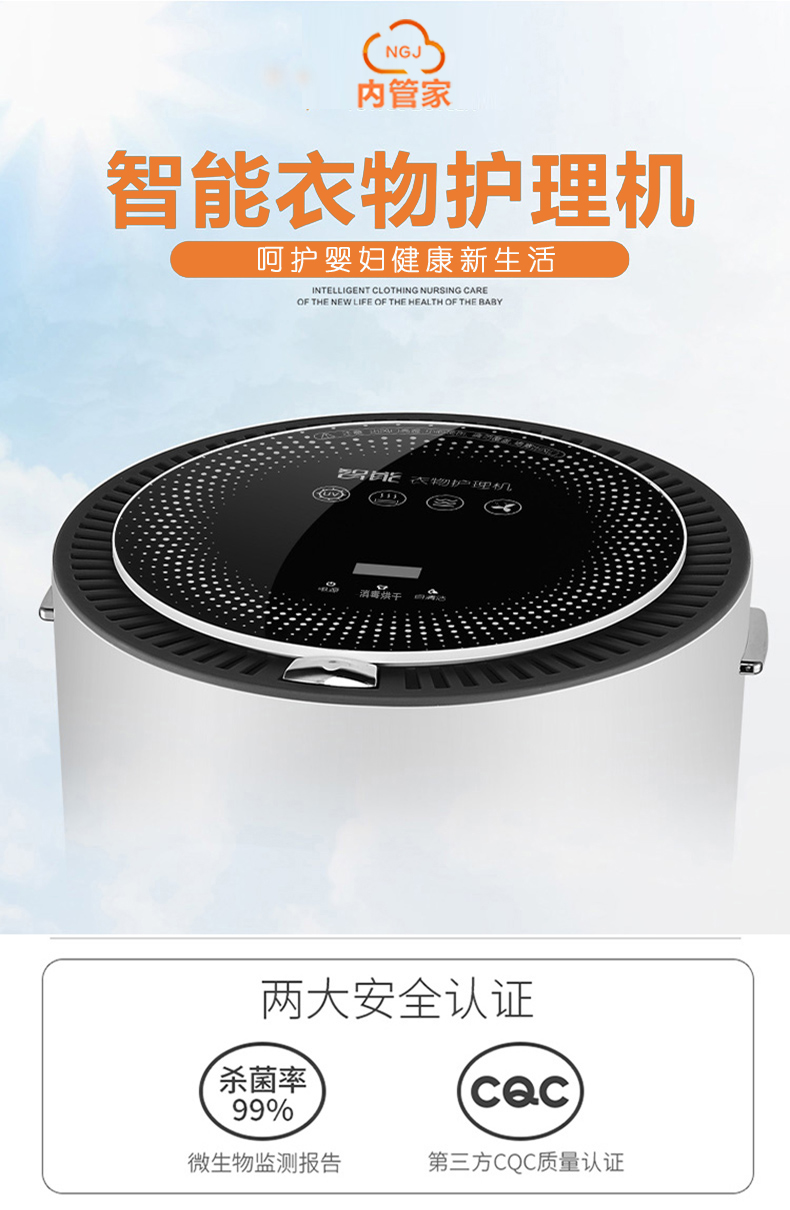 NGJ
内管家
智能衣物护理机
呵护婴妇健康新生活
INTELLIGENT CLOTHING NURSING CARE
OF THE NEW LIFE OF THE HEALTH OF THE BABY
智能 衣物护理机
UV
电源 消毒烘干
两大安全认证
杀菌率
99%
CQC
微生物监测报告
第三方CQC质量认证